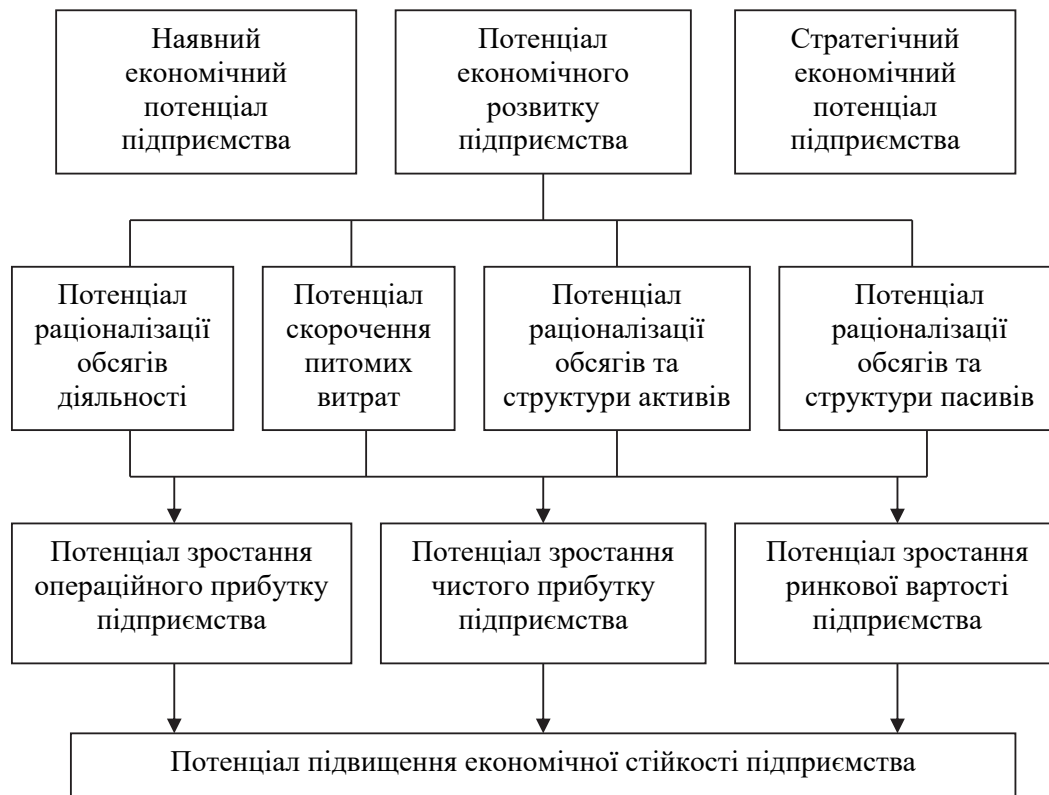 Наявний
економічний
потенціал
підприємства
Потенціал
економічного
розвитку
підприємства
Стратегічний
економічний
потенціал
підприємства
Потенціал
раціоналізації
обсягів
діяльності
Потенціал
скорочення
питомих
витрат
Потенціал
раціоналізації
обсягів та
структури активів
Потенціал
раціоналізації
обсягів та
структури пасивів
Потенціал зростання
операційного прибутку
підприємства
Потенціал зростання
чистого прибутку
підприємства
Потенціал зростання
ринкової вартості
підприємства
Потенціал підвищення економічної стійкості підприємства